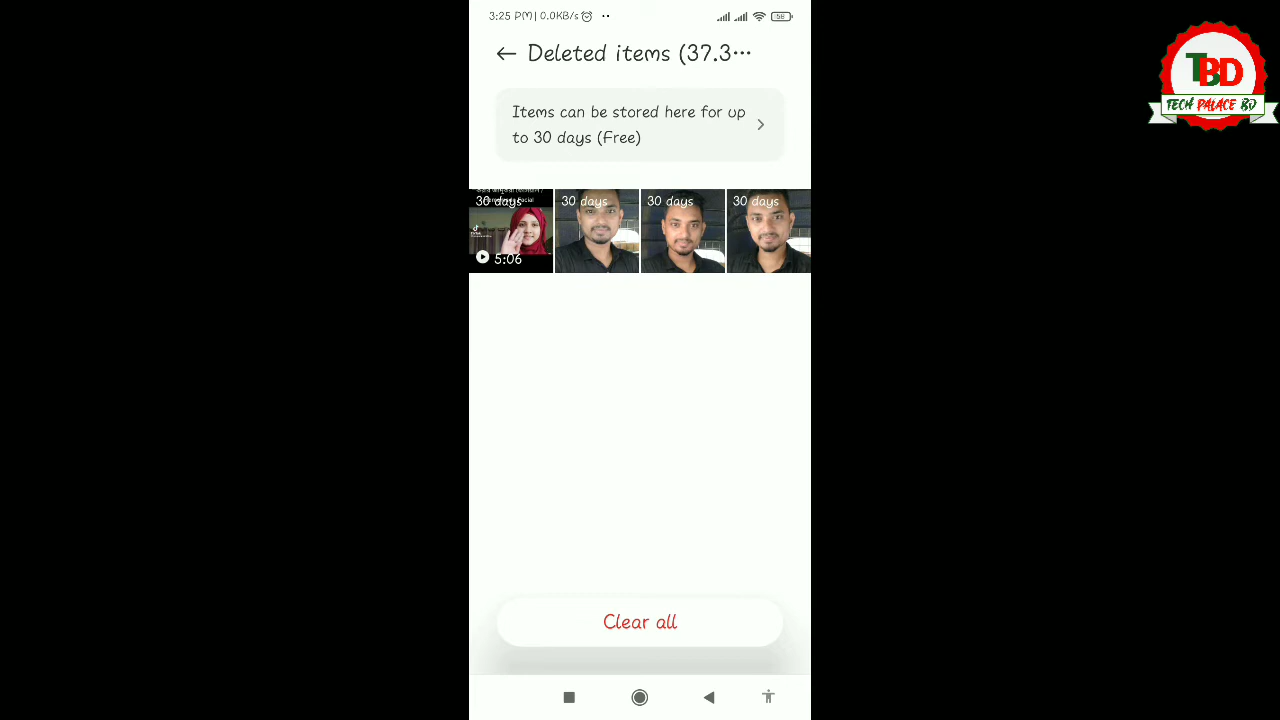 3:25 PM| 0.0KB/s
58
Deleted items (37.3···
TBD
TECH PALACE BD
Items can be stored here for up
to 30 days (Free)
30 days
30 days
30 days
30 days
5:06
Clear all